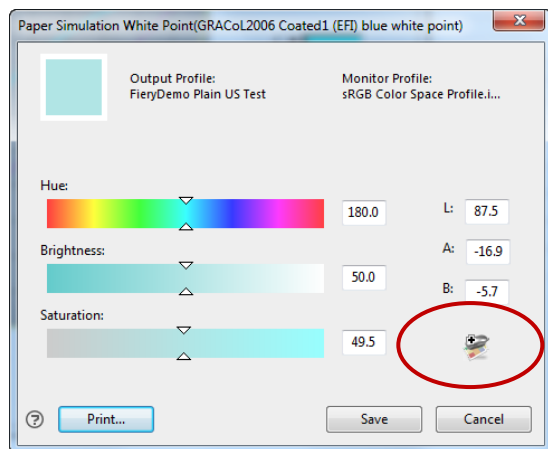 Paper Simulation White Point(GRACoL2006 Coated1 (EFI) blue white point)
Output Profile:
FieryDemo Plain US Test
Monitor Profile:
sRGB Color Space Profile.i...
Hue:
180.0
L: 87.5
Brightness:
50.0
A: -16.9
B: -5.7
Saturation:
49.5
Print...
Save
Cancel